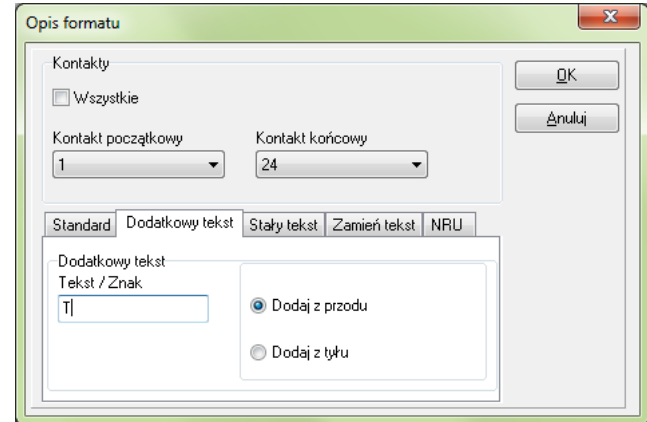 Opis formatu
Kontakty
Wszystkie
Kontakt początkowy Kontakt końcowy
1 24
OK
Anuluj
Standard Dodatkowy tekst Stały tekst Zamień tekst NRU
Dodatkowy tekst
Tekst / Znak
T
Dodaj z przodu
Dodaj z tyłu